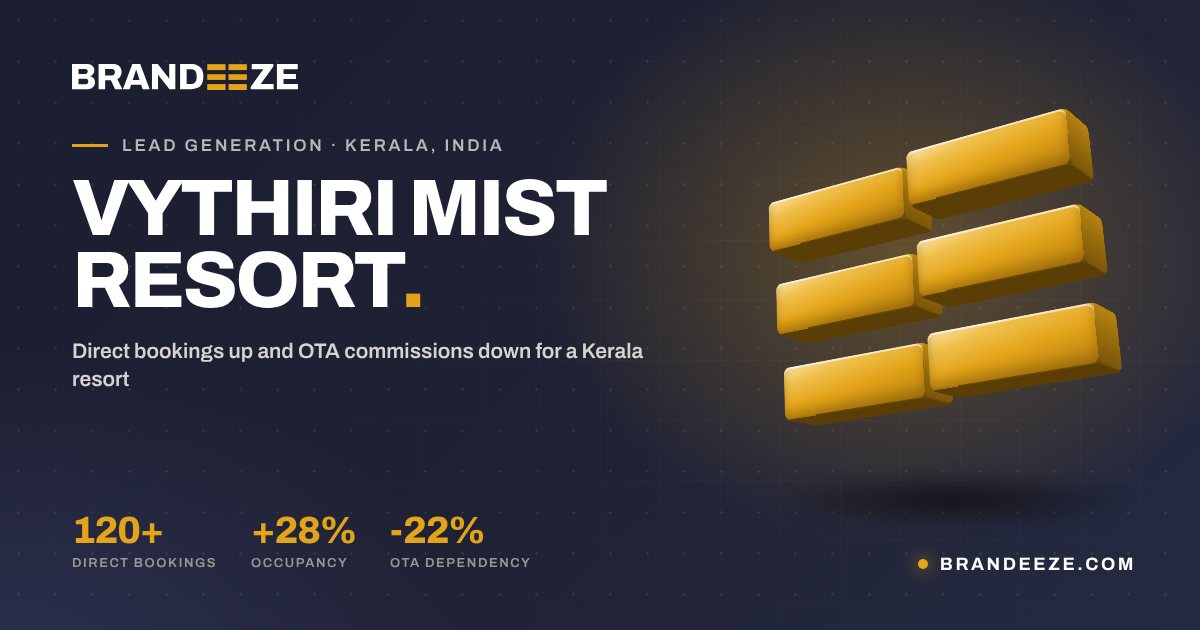 BRANDEEZE
LEAD GENERATION · KERALA, INDIA
VYTHIRI MIST
RESORT.
Direct bookings up and OTA commissions down for a Kerala
resort
120+ +28% -22%
DIRECT BOOKINGS OCCUPANCY OTA DEPENDENCY
BRANDEEZE.COM